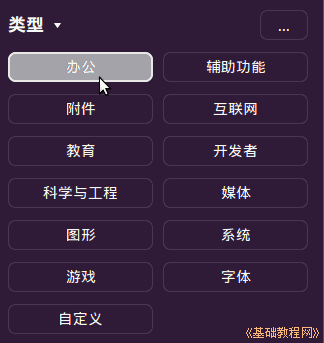 类型 ...
办公 辅助功能
附件 互联网
教育 开发者
科学与工程 媒体
图形 系统
游戏 字体
自定义
《基础教程网》